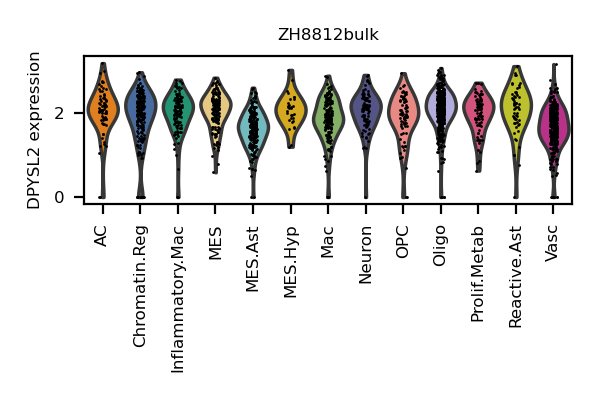 ZH8812bulk
DPYSL2 expression
2
0
AC
Chromatin.Reg
Inflammatory.Mac
MES
MES.Ast
MES.Hyp
Mac
Neuron
OPC
Oligo
Prolif.Metab
Reactive.Ast
Vasc